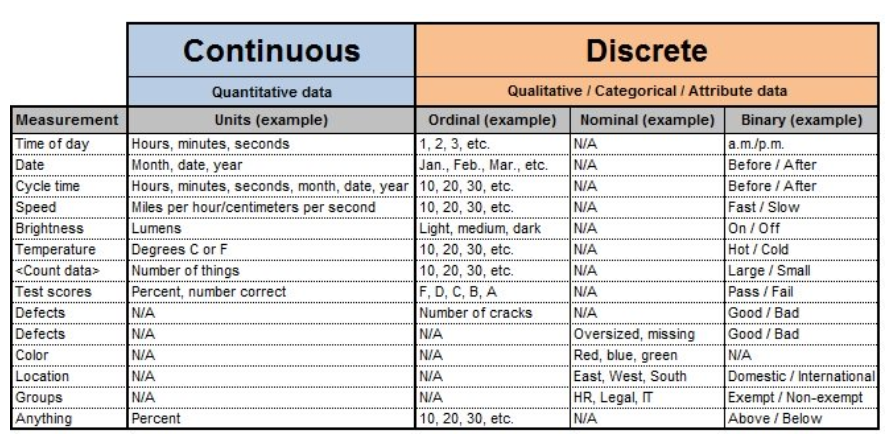 Continuous Discrete
Quantitative data Qualitative / Categorical / Attribute data
Measurement Units (example) Ordinal (example) Nominal (example) Binary (example)
Time of day Hours, minutes, seconds 1, 2, 3, etc. N/A a.m./p.m.
Date Month, date, year Jan., Feb., Mar., etc. N/A Before / After
Cycle time Hours, minutes, seconds, month, date, year 10, 20, 30, etc. N/A Before / After
Speed Miles per hour/centimeters per second 10, 20, 30, etc. N/A Fast / Slow
Brightness Lumens Light, medium, dark N/A On / Off
Temperature Degrees C or F 10, 20, 30, etc. N/A Hot / Cold
<Count data> Number of things 10, 20, 30, etc. N/A Large / Small
Test scores Percent, number correct F, D, C, B, A N/A Pass / Fail
Defects N/A Number of cracks N/A Good / Bad
Defects N/A N/A Oversized, missing Good / Bad
Color N/A N/A Red, blue, green N/A
Location N/A N/A East, West, South Domestic / International
Groups N/A N/A HR, Legal, IT Exempt / Non-exempt
Anything Percent 10, 20, 30, etc. N/A Above / Below